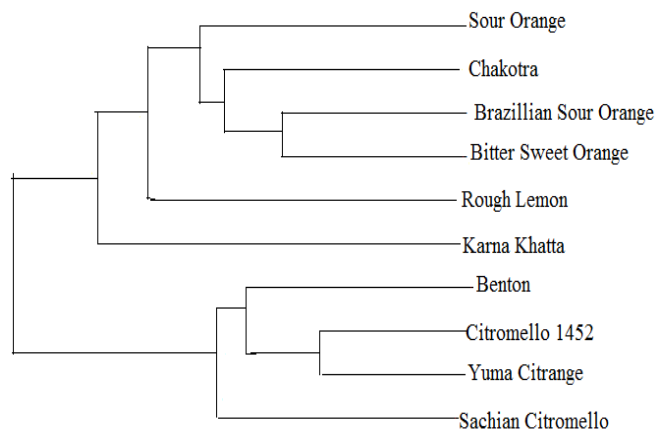 Sour Orange
Chakotra
Brazillian Sour Orange
Bitter Sweet Orange
Rough Lemon
Karna Khatta
Benton
Citromello 1452
Yuma Citrange
Sachian Citromello